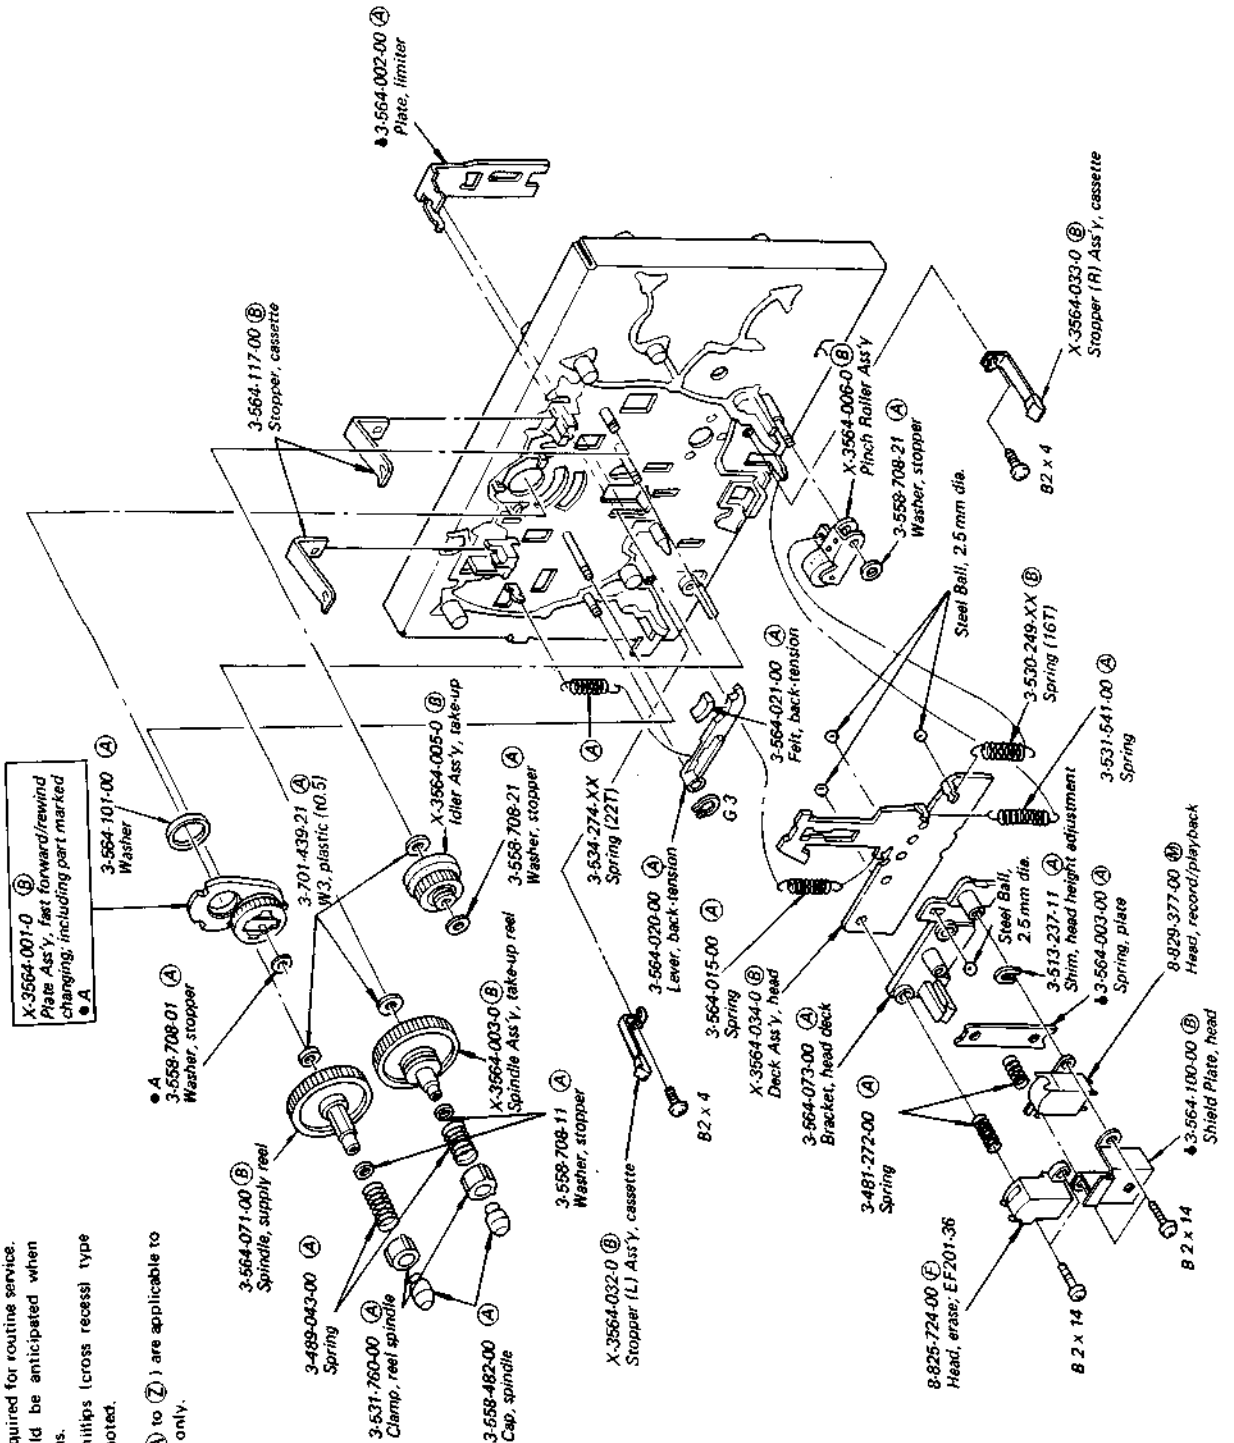 quired for routine service.
ld be anticipated when
ns.
hillips (cross recess) type
noted.
to Ⓩ ) are applicable to
only.
X-3564-001-0 Ⓑ
Plate Ass'y, fast forward/rewind
changing, including part marked
● A
3-564-101-00 Ⓐ
Washer
● A
3-558-708-01 Ⓐ
Washer, stopper
3-564-071-00 Ⓑ
Spindle, supply reel
3-489-043-00 Ⓐ
Spring
3-531-760-00 Ⓐ
Clamp, reel spindle
3-558-482-00 Ⓐ
Cap, spindle
3-701-439-21 Ⓐ
W3, plastic (t0.5)
X-3564-005-0 Ⓑ
Idler Ass'y, take-up
3-558-708-21 Ⓐ
Washer, stopper
X-3564-003-0 Ⓑ
Spindle Ass'y, take-up reel
3-558-708-11 Ⓐ
Washer, stopper
X-3564-032-0 Ⓑ
Stopper (L) Ass'y, cassette
B2 x 4
3-564-117-00 Ⓑ
Stopper, cassette
3-564-002-00 Ⓐ
Plate, limiter
3-534-274-XX Ⓐ
Spring (22T)
G 3
3-564-021-00 Ⓐ
Felt, back-tension
3-564-020-00 Ⓐ
Lever, back-tension
3-564-015-00 Ⓐ
Spring
X-3564-034-0 Ⓑ
Deck Ass'y, head
3-564-073-00 Ⓐ
Bracket, head deck
3-481-272-00 Ⓐ
Spring
8-825-724-00 Ⓕ
Head, erase; EF201-36
B 2 x 14
B 2 x 14
3-564-100-00 Ⓑ
Shield Plate, head
8-829-377-00 Ⓜ
Head, record/playback
3-564-003-00 Ⓐ
Spring, plate
3-513-237-11 Ⓐ
Shim, head height adjustment
Steel Ball,
2.5 mm dia.
3-531-541-00 Ⓐ
Spring
3-530-249-XX Ⓑ
Spring (16T)
Steel Ball, 2.5 mm dia.
3-558-708-21 Ⓐ
Washer, stopper
X-3564-006-0 Ⓑ
Pinch Roller Ass'y
B2 x 4
X-3564-033-0 Ⓑ
Stopper (R) Ass'y, cassette